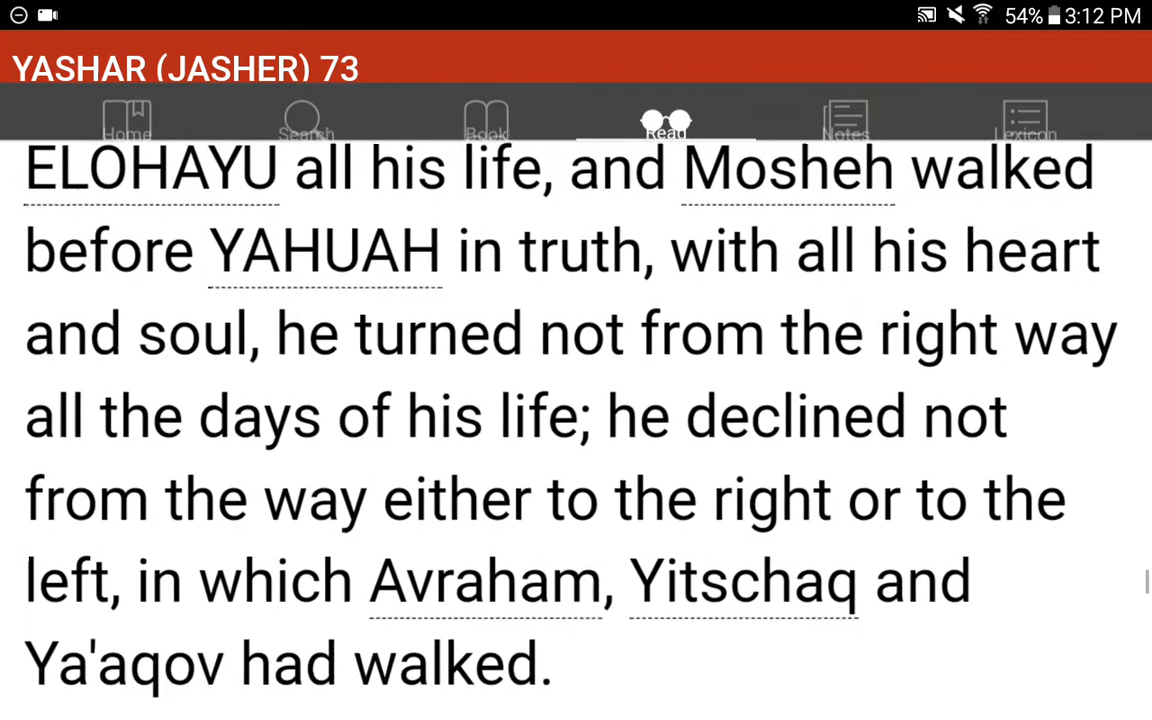 54% 3:12 PM
YASHAR (JASHER) 73
Home Search Book Read Notes Lexicon
ELOHAYU all his life, and Mosheh walked
before YAHUAH in truth, with all his heart
and soul, he turned not from the right way
all the days of his life; he declined not
from the way either to the right or to the
left, in which Avraham, Yitschaq and
Ya'aqov had walked.